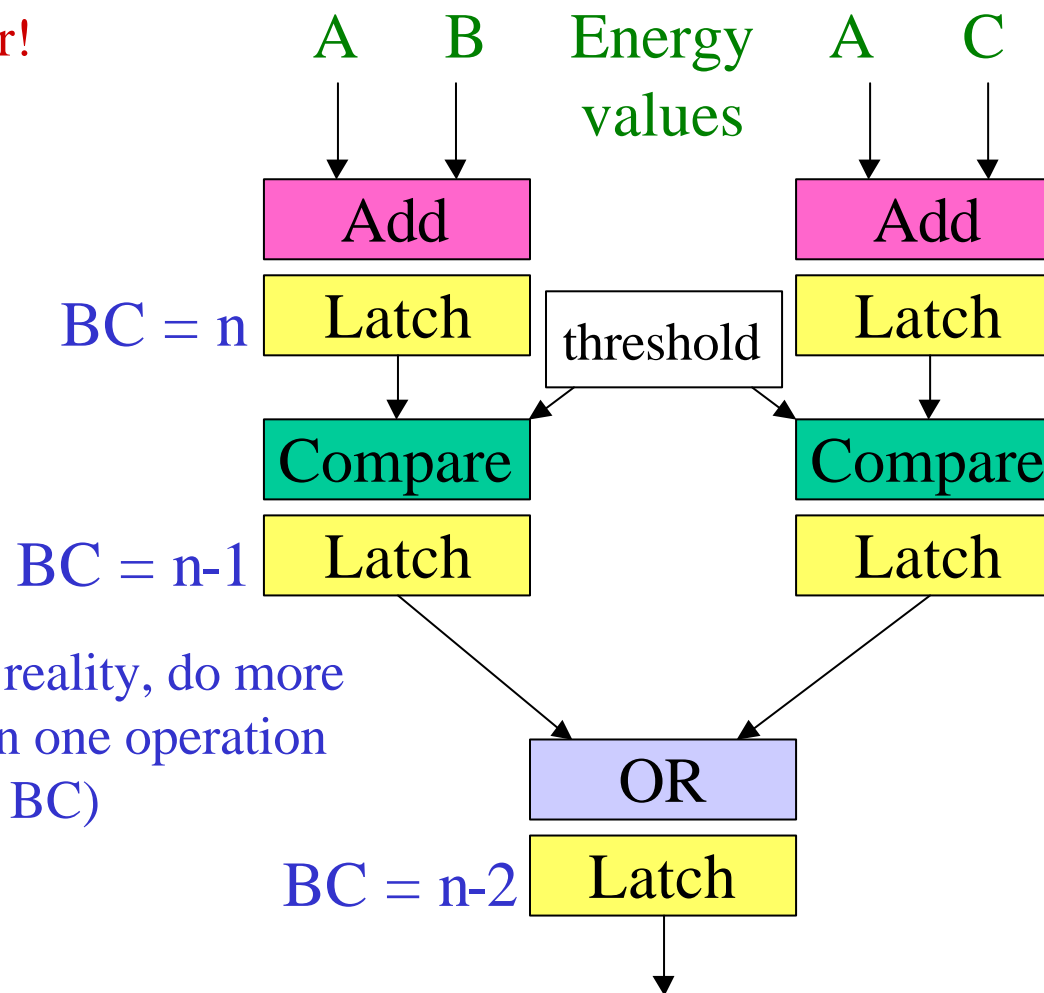 r!
A B Energy A C
values
Add Add
BC = n Latch threshold Latch
Compare Compare
BC = n-1 Latch Latch
reality, do more
n one operation
BC)
OR
BC = n-2 Latch